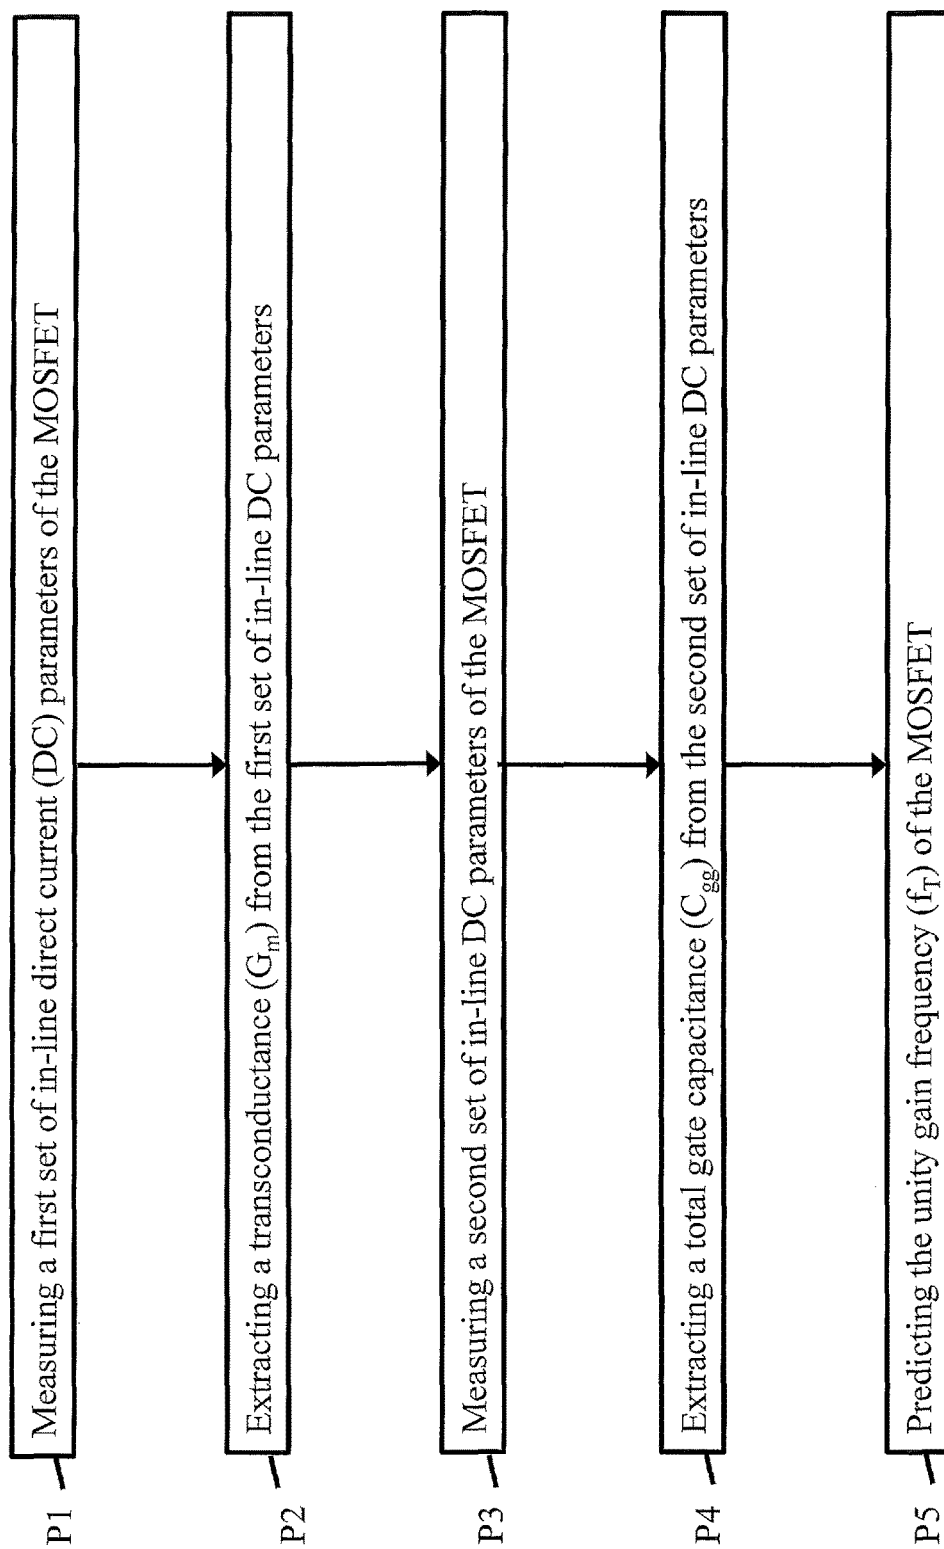 P1 Measuring a first set of in-line direct current (DC) parameters of the MOSFET
P2 Extracting a transconductance (Gm) from the first set of in-line DC parameters
P3 Measuring a second set of in-line DC parameters of the MOSFET
P4 Extracting a total gate capacitance (Cgg) from the second set of in-line DC parameters
P5 Predicting the unity gain frequency (fT) of the MOSFET